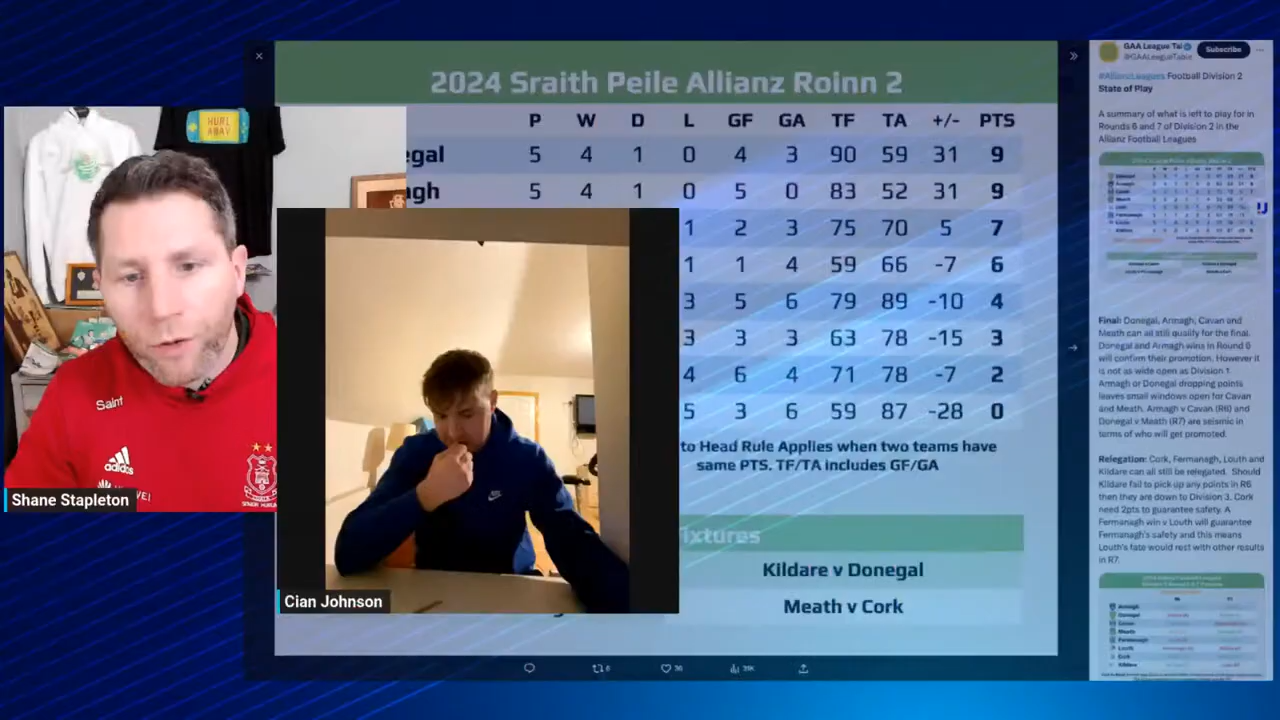 2024 Sraith Peile Allianz Roinn 2
P W D L GF GA TF TA +/- PTS
egal 5 4 1 0 4 3 90 59 31 9
agh 5 4 1 0 5 0 83 52 31 9
1 2 3 75 70 5 7
1 1 4 59 66 -7 6
3 5 6 79 89 -10 4
3 3 3 63 78 -15 3
4 6 4 71 78 -7 2
5 3 6 59 87 -28 0
to Head Rule Applies when two teams have
same PTS. TF/TA includes GF/GA
ixtures
Kildare v Donegal
Meath v Cork
HURL
AWAY
Saint
adidas
Shane Stapleton
Cian Johnson
GAA League Tal
@GAALeagueTables
Subscribe
#AllianzLeagues Football Division 2
State of Play
A summary of what is left to play for in
Rounds 6 and 7 of Division 2 in the
Allianz Football Leagues
Final: Donegal, Armagh, Cavan and
Meath can all still qualify for the final.
Donegal and Armagh wins in Round 6
will confirm their promotion. However it
is not as wide open as Division 1.
Armagh or Donegal dropping points
leaves small windows open for Cavan
and Meath. Armagh v Cavan (R6) and
Donegal v Meath (R7) are seismic in
terms of who will get promoted.
Relegation: Cork, Fermanagh, Louth and
Kildare can all still be relegated. Should
Kildare fail to pick up any points in R6
then they are down to Division 3. Cork
need 2pts to guarantee safety. A
Fermanagh win v Louth will guarantee
Fermanagh's safety and this means
Louth's fate would rest with other results
in R7.